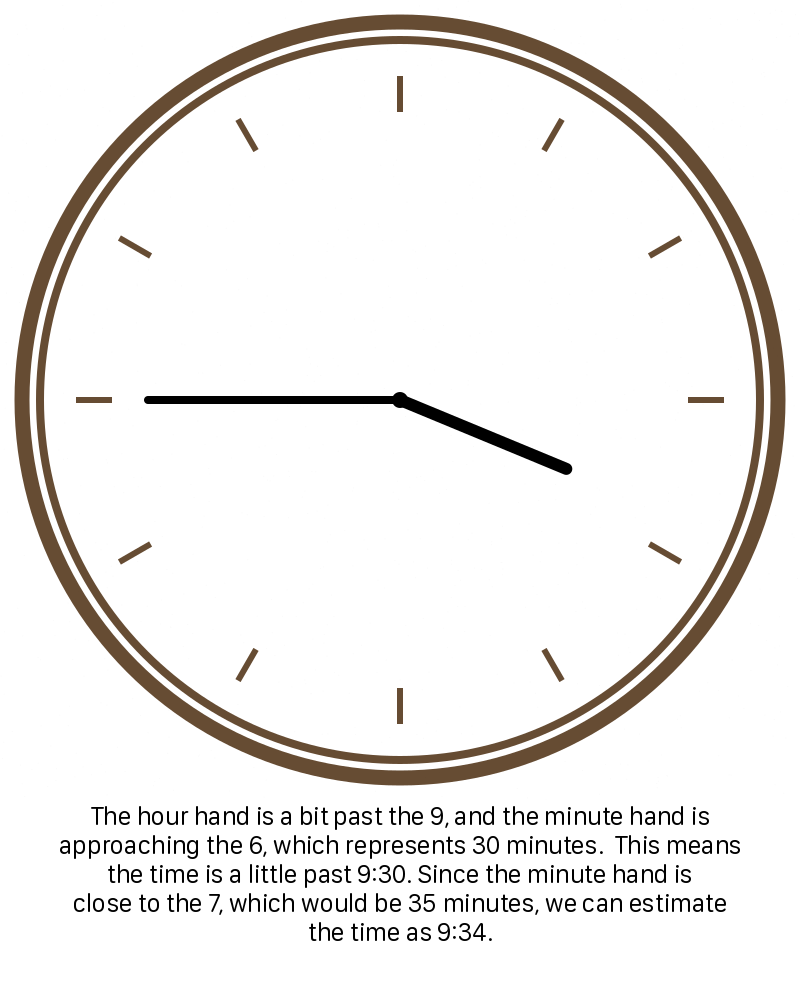 The hour hand is a bit past the 9, and the minute hand is
approaching the 6, which represents 30 minutes.  This means
the time is a little past 9:30. Since the minute hand is
close to the 7, which would be 35 minutes, we can estimate
the time as 9:34.